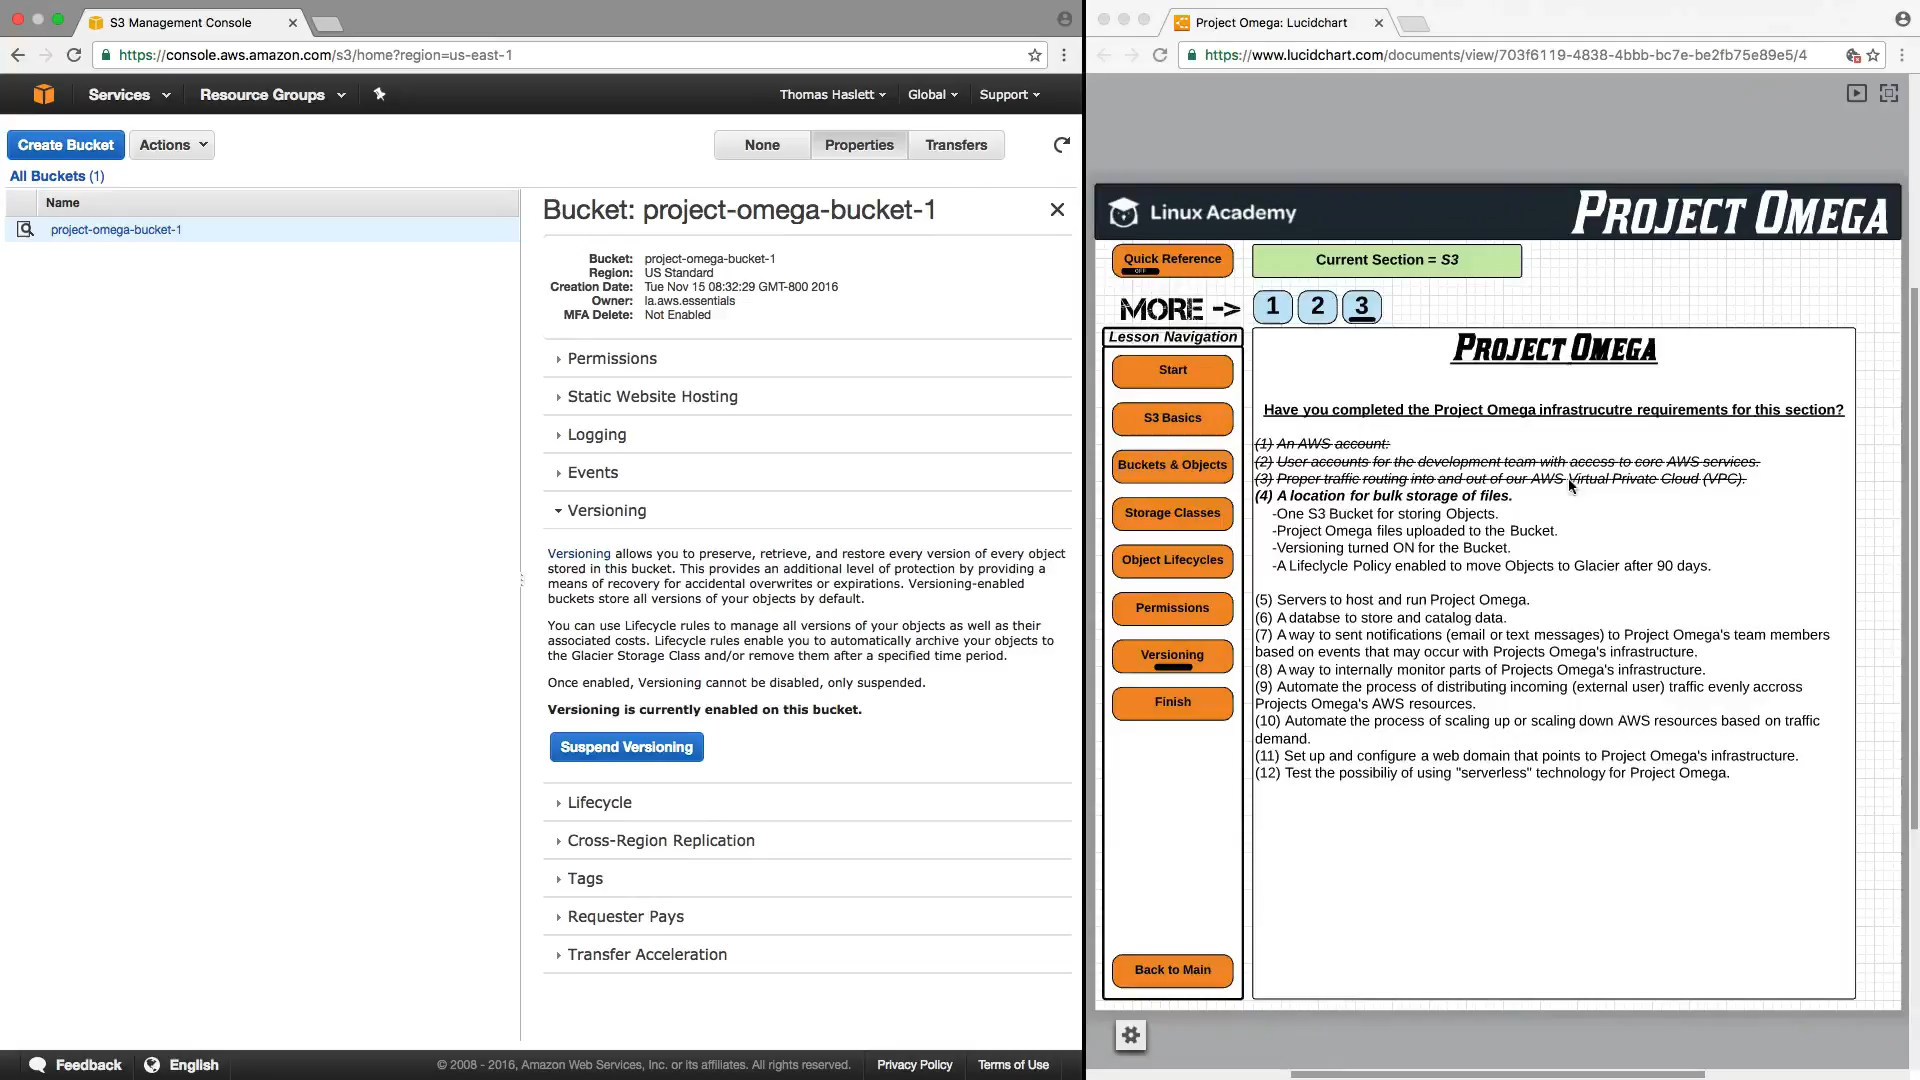 S3 Management Console
https://console.aws.amazon.com/s3/home?region=us-east-1
Services
Resource Groups
Thomas Haslett
Global
Support
Create Bucket
Actions
None
Properties
Transfers
All Buckets (1)
Name
project-omega-bucket-1
Bucket: project-omega-bucket-1
Bucket: project-omega-bucket-1
Region: US Standard
Creation Date: Tue Nov 15 08:32:29 GMT-800 2016
Owner: la.aws.essentials
MFA Delete: Not Enabled
Permissions
Static Website Hosting
Logging
Events
Versioning
Versioning allows you to preserve, retrieve, and restore every version of every object
stored in this bucket. This provides an additional level of protection by providing a
means of recovery for accidental overwrites or expirations. Versioning-enabled
buckets store all versions of your objects by default.
You can use Lifecycle rules to manage all versions of your objects as well as their
associated costs. Lifecycle rules enable you to automatically archive your objects to
the Glacier Storage Class and/or remove them after a specified time period.
Once enabled, Versioning cannot be disabled, only suspended.
Versioning is currently enabled on this bucket.
Suspend Versioning
Lifecycle
Cross-Region Replication
Tags
Requester Pays
Transfer Acceleration
Feedback
English
© 2008 - 2016, Amazon Web Services, Inc. or its affiliates. All rights reserved.
Privacy Policy
Terms of Use
Project Omega: Lucidchart
https://www.lucidchart.com/documents/view/703f6119-4838-4bbb-bc7e-be2fb75e89e5/4
Linux Academy
PROJECT OMEGA
Quick Reference
OFF
Current Section = S3
MORE ->
1
2
3
Lesson Navigation
Start
S3 Basics
Buckets & Objects
Storage Classes
Object Lifecycles
Permissions
Versioning
Finish
Back to Main
PROJECT OMEGA
Have you completed the Project Omega infrastrucutre requirements for this section?
(1) An AWS account.
(2) User accounts for the development team with access to core AWS services.
(3) Proper traffic routing into and out of our AWS Virtual Private Cloud (VPC).
(4) A location for bulk storage of files.
-One S3 Bucket for storing Objects.
-Project Omega files uploaded to the Bucket.
-Versioning turned ON for the Bucket.
-A Lifeclycle Policy enabled to move Objects to Glacier after 90 days.
(5) Servers to host and run Project Omega.
(6) A databse to store and catalog data.
(7) A way to sent notifications (email or text messages) to Project Omega's team members
based on events that may occur with Projects Omega's infrastructure.
(8) A way to internally monitor parts of Projects Omega's infrastructure.
(9) Automate the process of distributing incoming (external user) traffic evenly accross
Projects Omega's AWS resources.
(10) Automate the process of scaling up or scaling down AWS resources based on traffic
demand.
(11) Set up and configure a web domain that points to Project Omega's infrastructure.
(12) Test the possibiliy of using "serverless" technology for Project Omega.